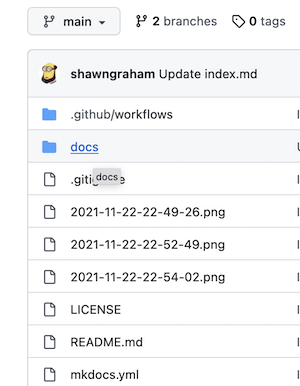 main 2 branches 0 tags
shawngraham Update index.md
.github/workflows
docs
docs
2021-11-22-22-49-26.png
2021-11-22-22-52-49.png
2021-11-22-22-54-02.png
LICENSE
README.md
mkdocs.yml